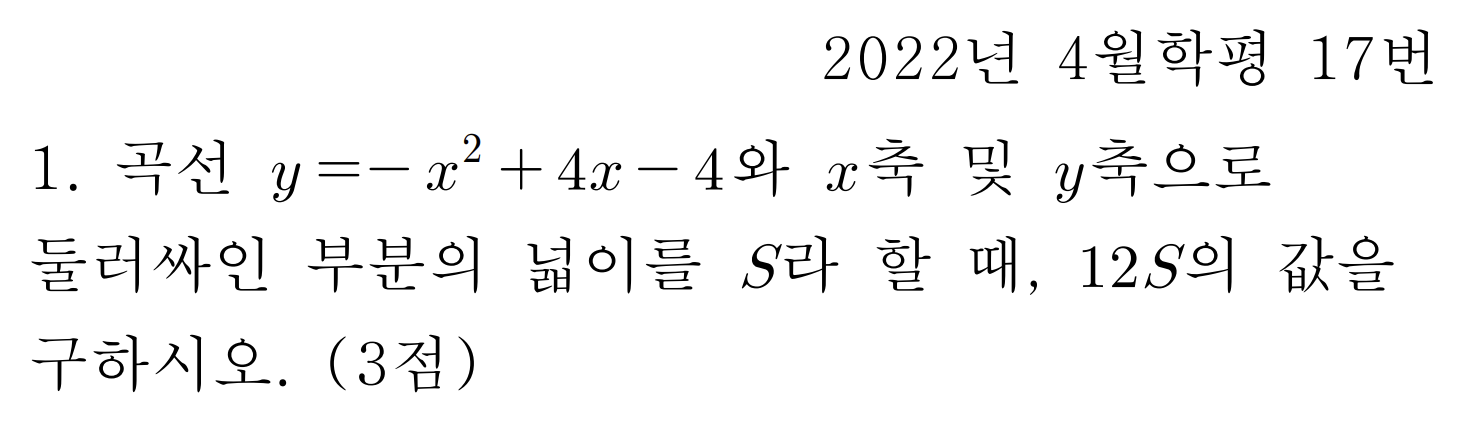 2022년 4월학평 17번
1. 곡선 y=-x²+4x-4와 x축 및 y축으로
둘러싸인 부분의 넓이를 S라 할 때, 12S의 값을
구하시오. (3점)